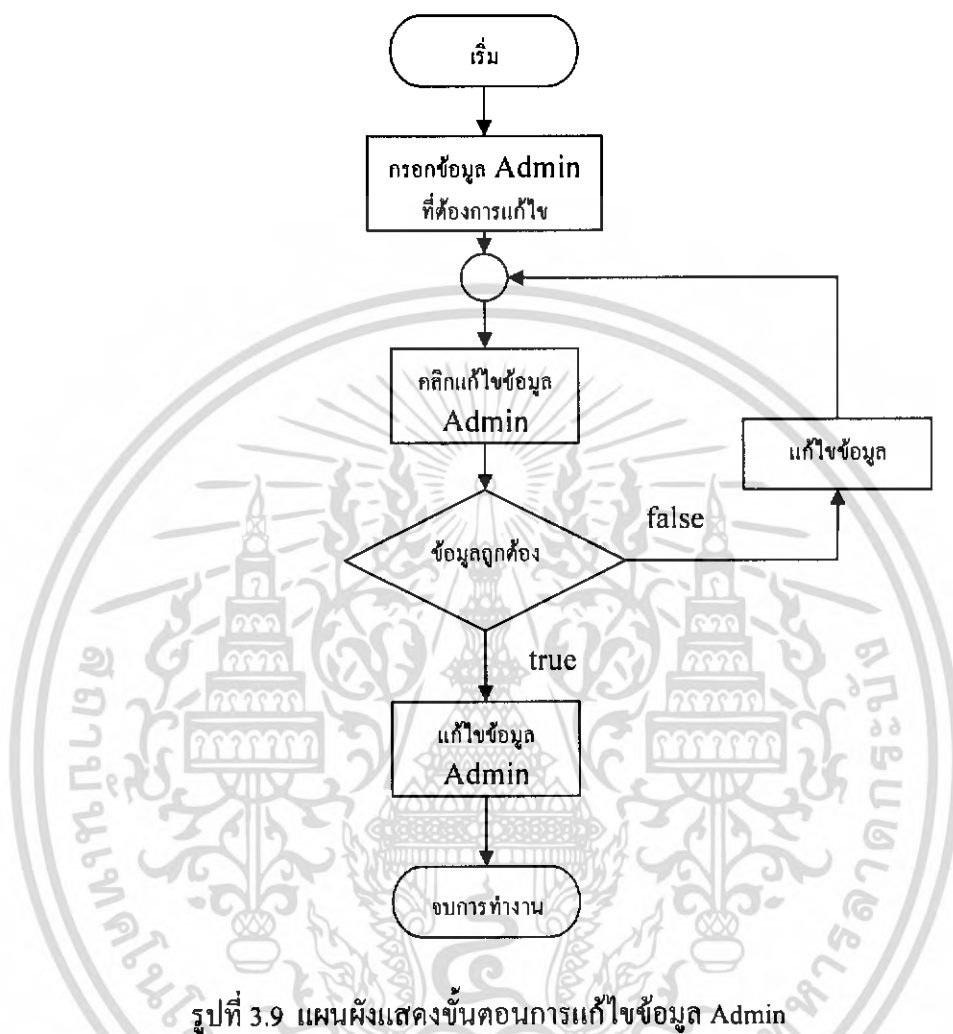 เริ่ม
กรอกข้อมูล Admin
ที่ต้องการแก้ไข
คลิกแก้ไขข้อมูล
Admin
แก้ไขข้อมูล
ข้อมูลถูกต้อง
false
true
แก้ไขข้อมูล
Admin
จบการทำงาน
รูปที่ 3.9 แผนผังแสดงขั้นตอนการแก้ไขข้อมูล Admin